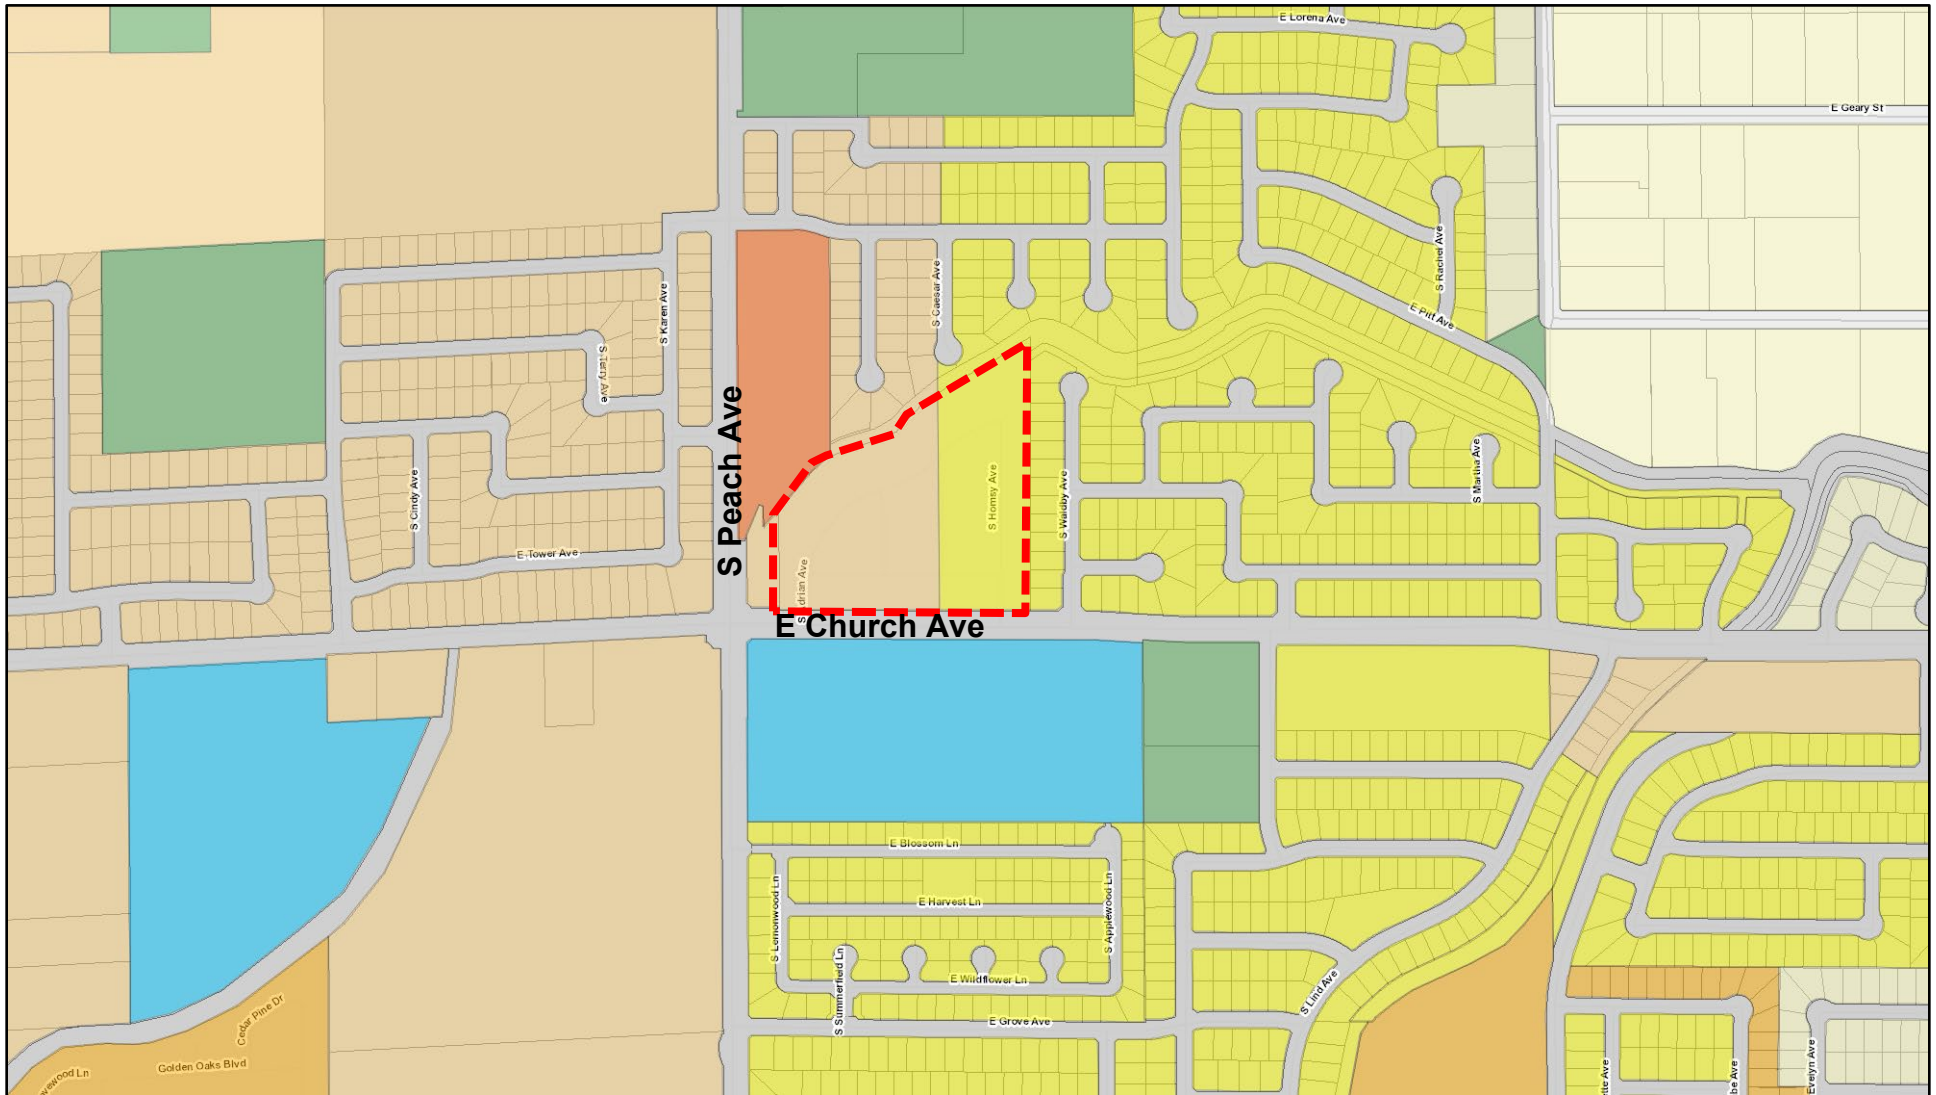 E Lorena Ave
E Geary St
S Rachel Ave
S Caesar Ave
S Karen Ave
E Pitt Ave
S Terry Ave
S Peach Ave
S Cindy Ave
S Homsy Ave
S Waldby Ave
S Martha Ave
E Tower Ave
E Church Ave
E Blossom Ln
S Lemonwood Ln
E Harvest Ln
S Applewood Ln
S Summerfield Ln
E Wildflower Ln
S Lind Ave
E Grove Ave
Cedar Pine Dr
Golden Oaks Blvd
Evelyn Ave